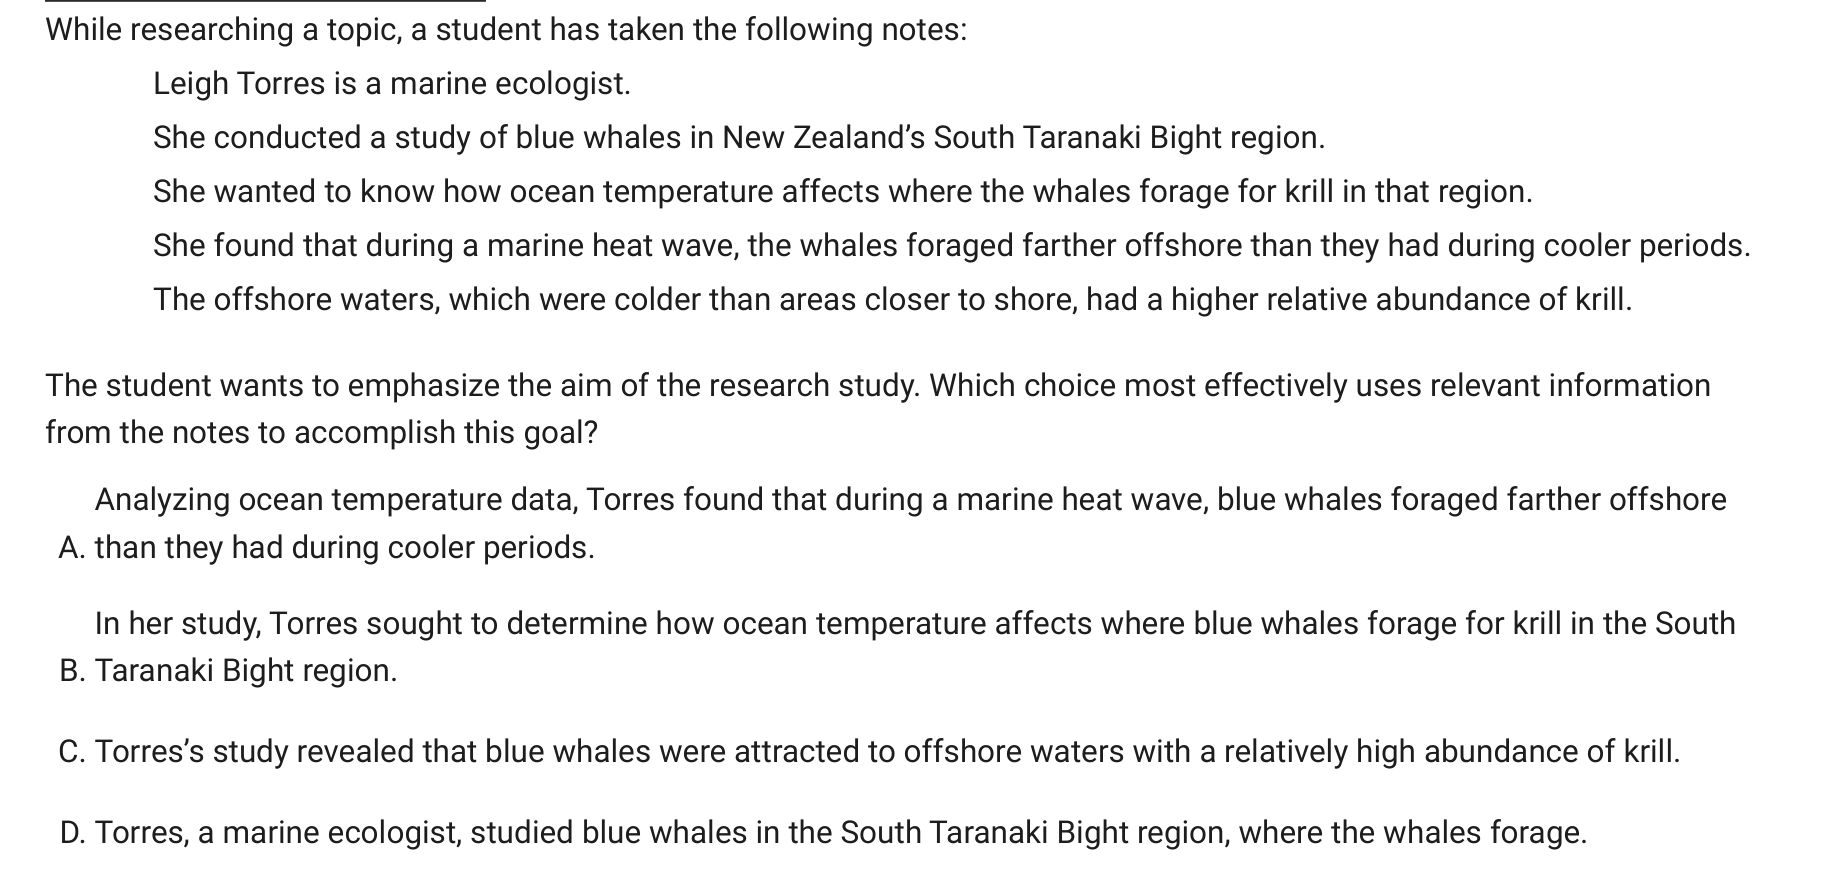 While researching a topic, a student has taken the following notes:
Leigh Torres is a marine ecologist.
She conducted a study of blue whales in New Zealand’s South Taranaki Bight region.
She wanted to know how ocean temperature affects where the whales forage for krill in that region.
She found that during a marine heat wave, the whales foraged farther offshore than they had during cooler periods.
The offshore waters, which were colder than areas closer to shore, had a higher relative abundance of krill.
The student wants to emphasize the aim of the research study. Which choice most effectively uses relevant information
from the notes to accomplish this goal?
Analyzing ocean temperature data, Torres found that during a marine heat wave, blue whales foraged farther offshore
A. than they had during cooler periods.
In her study, Torres sought to determine how ocean temperature affects where blue whales forage for krill in the South
B. Taranaki Bight region.
C. Torres’s study revealed that blue whales were attracted to offshore waters with a relatively high abundance of krill.
D. Torres, a marine ecologist, studied blue whales in the South Taranaki Bight region, where the whales forage.